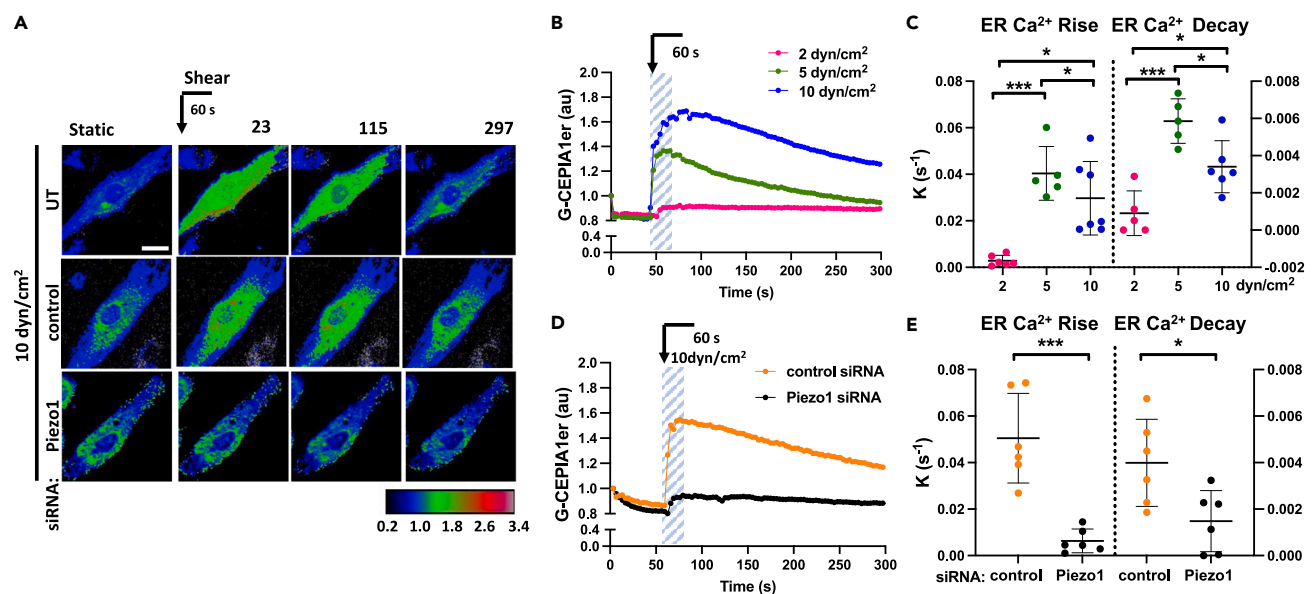 A
Shear
60 s
Static 23 115 297
UT
control
Piezo1
10 dyn/cm²
siRNA:
0.2 1.0 1.8 2.6 3.4
B
60 s
2 dyn/cm²
5 dyn/cm²
10 dyn/cm²
G-CEPIA1er (au)
2.0
1.8
1.6
1.4
1.2
1.0
0.8
0.4
0.0
0 50 100 150 200 250 300
Time (s)
C
ER Ca²⁺ Rise ER Ca²⁺ Decay
* *
*** * *** *
K (s⁻¹)
0.08
0.06
0.04
0.02
0.00
0.008
0.006
0.004
0.002
0.000
-0.002
2 5 10 2 5 10 dyn/cm²
D
60 s
10dyn/cm²
control siRNA
Piezo1 siRNA
G-CEPIA1er (au)
2.0
1.8
1.6
1.4
1.2
1.0
0.8
0.4
0.0
0 50 100 150 200 250 300
Time (s)
E
ER Ca²⁺ Rise ER Ca²⁺ Decay
*** *
K (s⁻¹)
0.08
0.06
0.04
0.02
0.00
0.008
0.006
0.004
0.002
0.000
siRNA: control Piezo1 control Piezo1